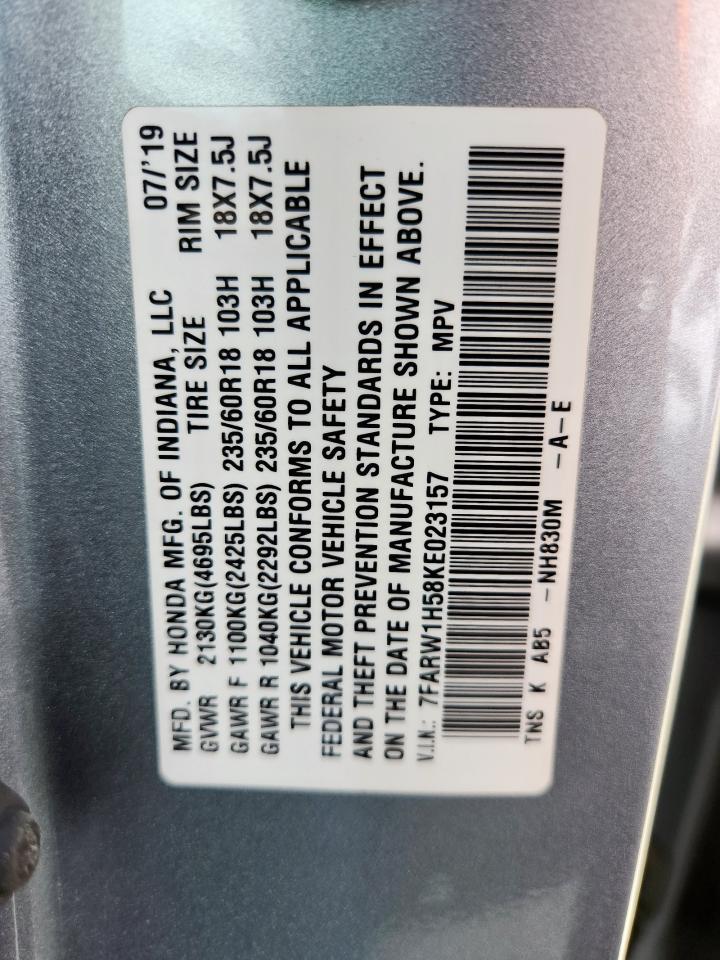 MFD. BY HONDA MFG. OF INDIANA, LLC 07/'19
GVWR 2130KG(4695LBS) TIRE SIZE RIM SIZE
GAWR F 1100KG(2425LBS) 235/60R18 103H 18X7.5J
GAWR R 1040KG(2292LBS) 235/60R18 103H 18X7.5J
THIS VEHICLE CONFORMS TO ALL APPLICABLE
FEDERAL MOTOR VEHICLE SAFETY
AND THEFT PREVENTION STANDARDS IN EFFECT
ON THE DATE OF MANUFACTURE SHOWN ABOVE.
V.I.N.: 7FARW1H58KE023157 TYPE: MPV
TNS K AB5 -NH830M -A-E